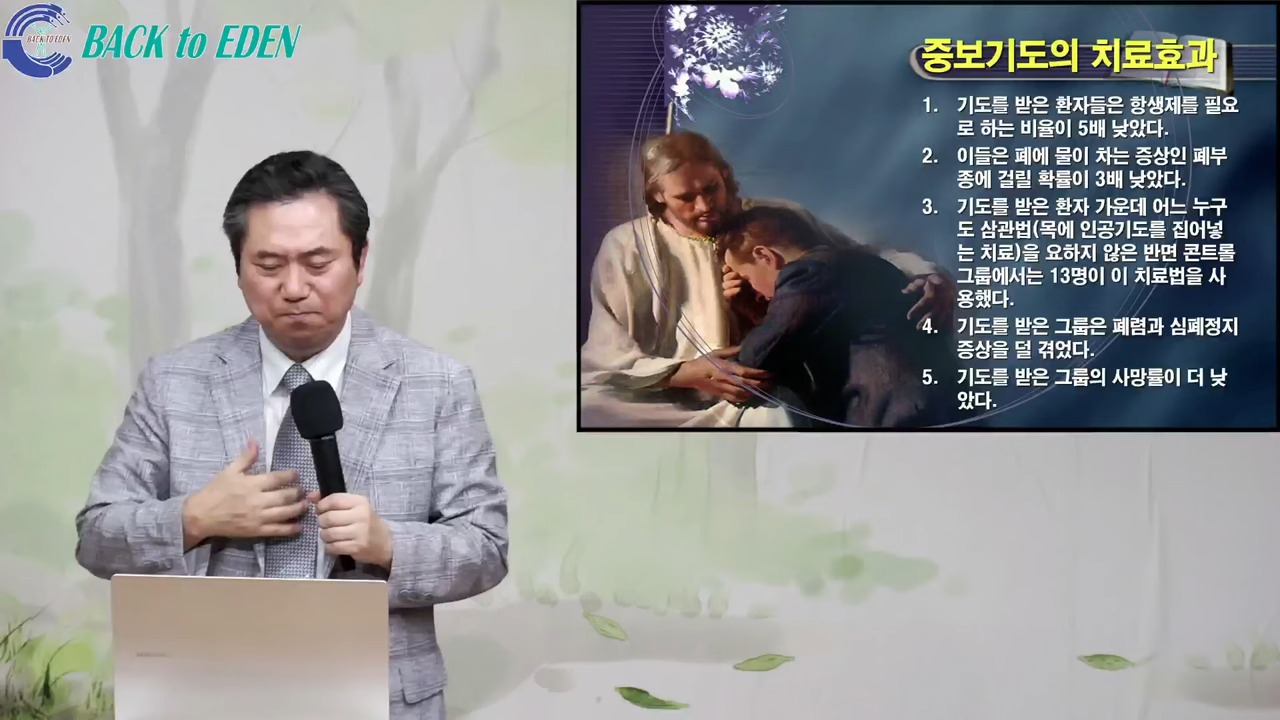 BACK TO EDEN
BACK to EDEN
중보기도의 치료효과
1. 기도를 받은 환자들은 항생제를 필요
로 하는 비율이 5배 낮았다.
2. 이들은 폐에 물이 차는 증상인 폐부
종에 걸릴 확률이 3배 낮았다.
3. 기도를 받은 환자 가운데 어느 누구
도 삼관법(목에 인공기도를 집어넣
는 치료)을 요하지 않은 반면 콘트롤
그룹에서는 13명이 이 치료법을 사
용했다.
4. 기도를 받은 그룹은 폐렴과 심폐정지
증상을 덜 겪었다.
5. 기도를 받은 그룹의 사망률이 더 낮
았다.